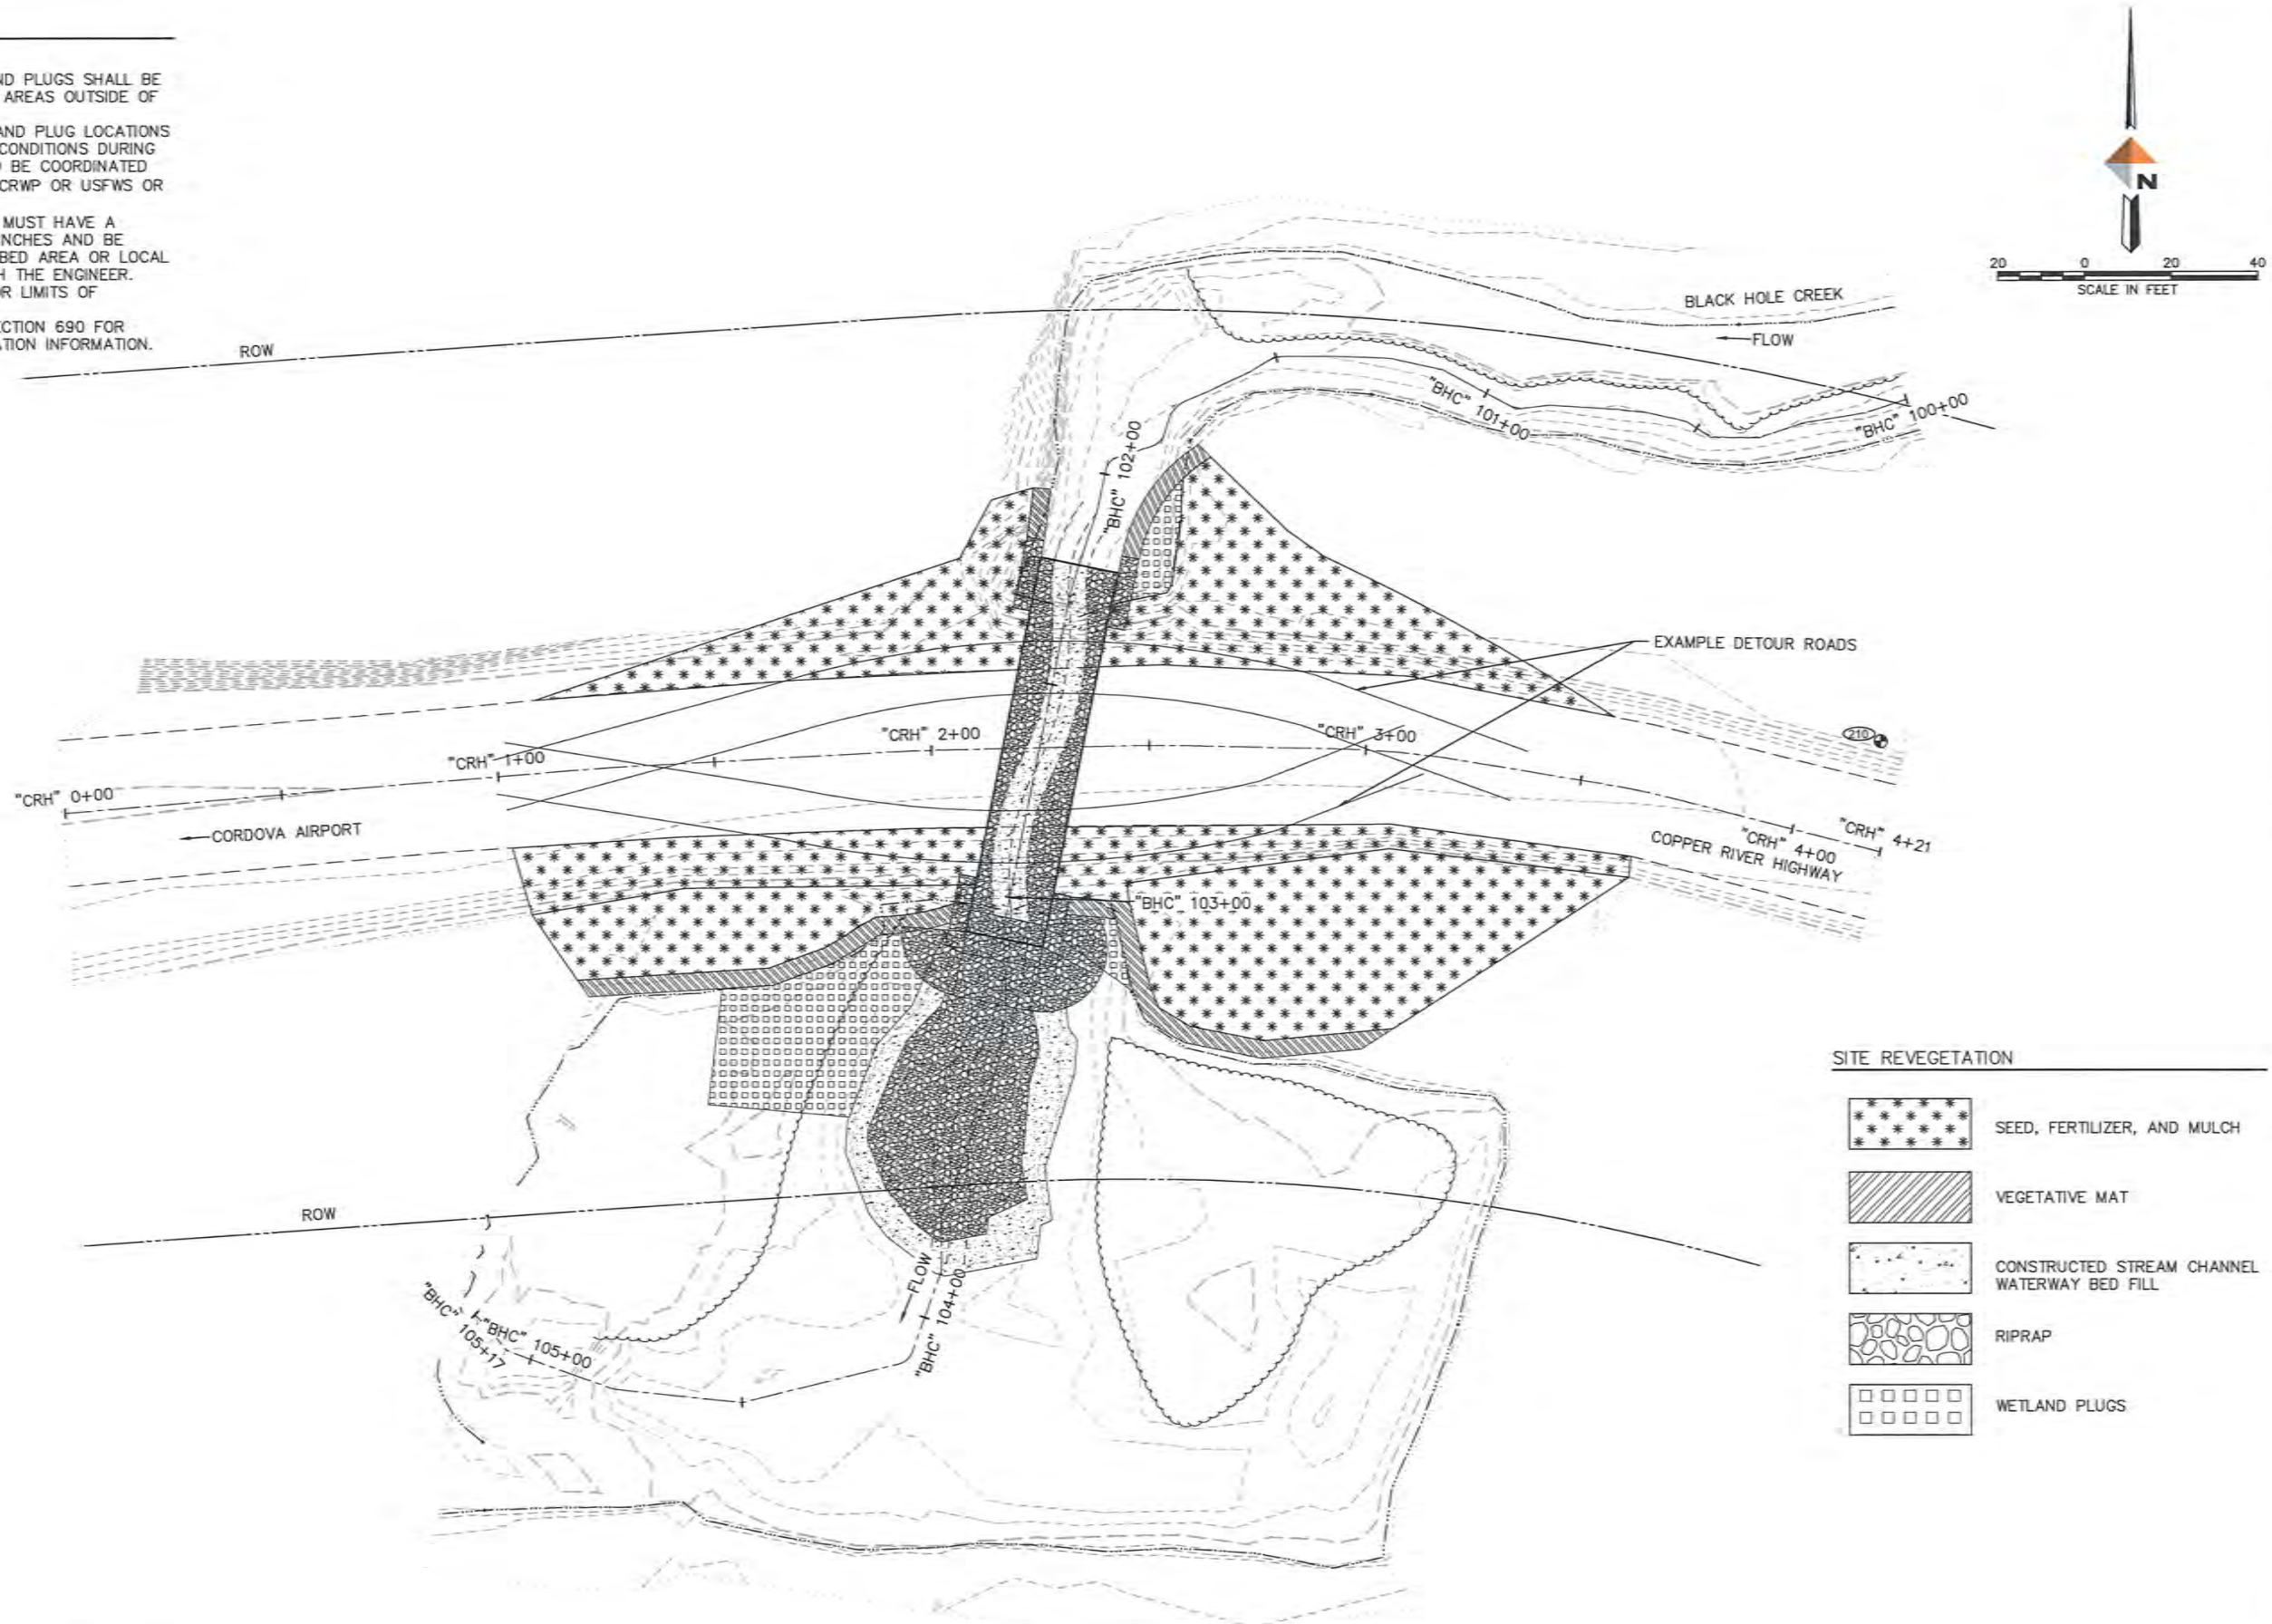 ND PLUGS SHALL BE
AREAS OUTSIDE OF
AND PLUG LOCATIONS
CONDITIONS DURING
BE COORDINATED
CRWP OR USFWS OR
MUST HAVE A
INCHES AND BE
BED AREA OR LOCAL
THE ENGINEER.
OR LIMITS OF
ECTION 690 FOR
ATION INFORMATION.
N
20 0 20 40
SCALE IN FEET
BLACK HOLE CREEK
FLOW
ROW
"BHC" 100+00
"BHC" 101+00
"BHC" 102+00
EXAMPLE DETOUR ROADS
210
"CRH" 0+00
"CRH" 1+00
"CRH" 2+00
"CRH" 3+00
"CRH" 4+00
"CRH" 4+21
CORDOVA AIRPORT
COPPER RIVER HIGHWAY
"BHC" 103+00
ROW
FLOW
"BHC" 104+00
"BHC" 105+00
"BHC" 105+17
SITE REVEGETATION
SEED, FERTILIZER, AND MULCH
VEGETATIVE MAT
CONSTRUCTED STREAM CHANNEL
WATERWAY BED FILL
RIPRAP
WETLAND PLUGS